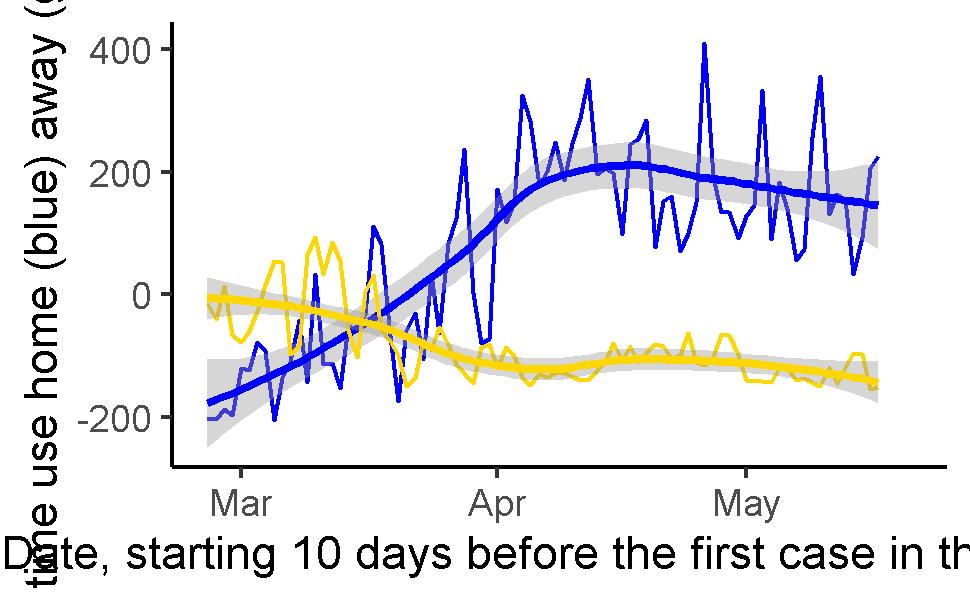 time use home (blue) away (
400
200
0
-200
Mar Apr May
Date, starting 10 days before the first case in th